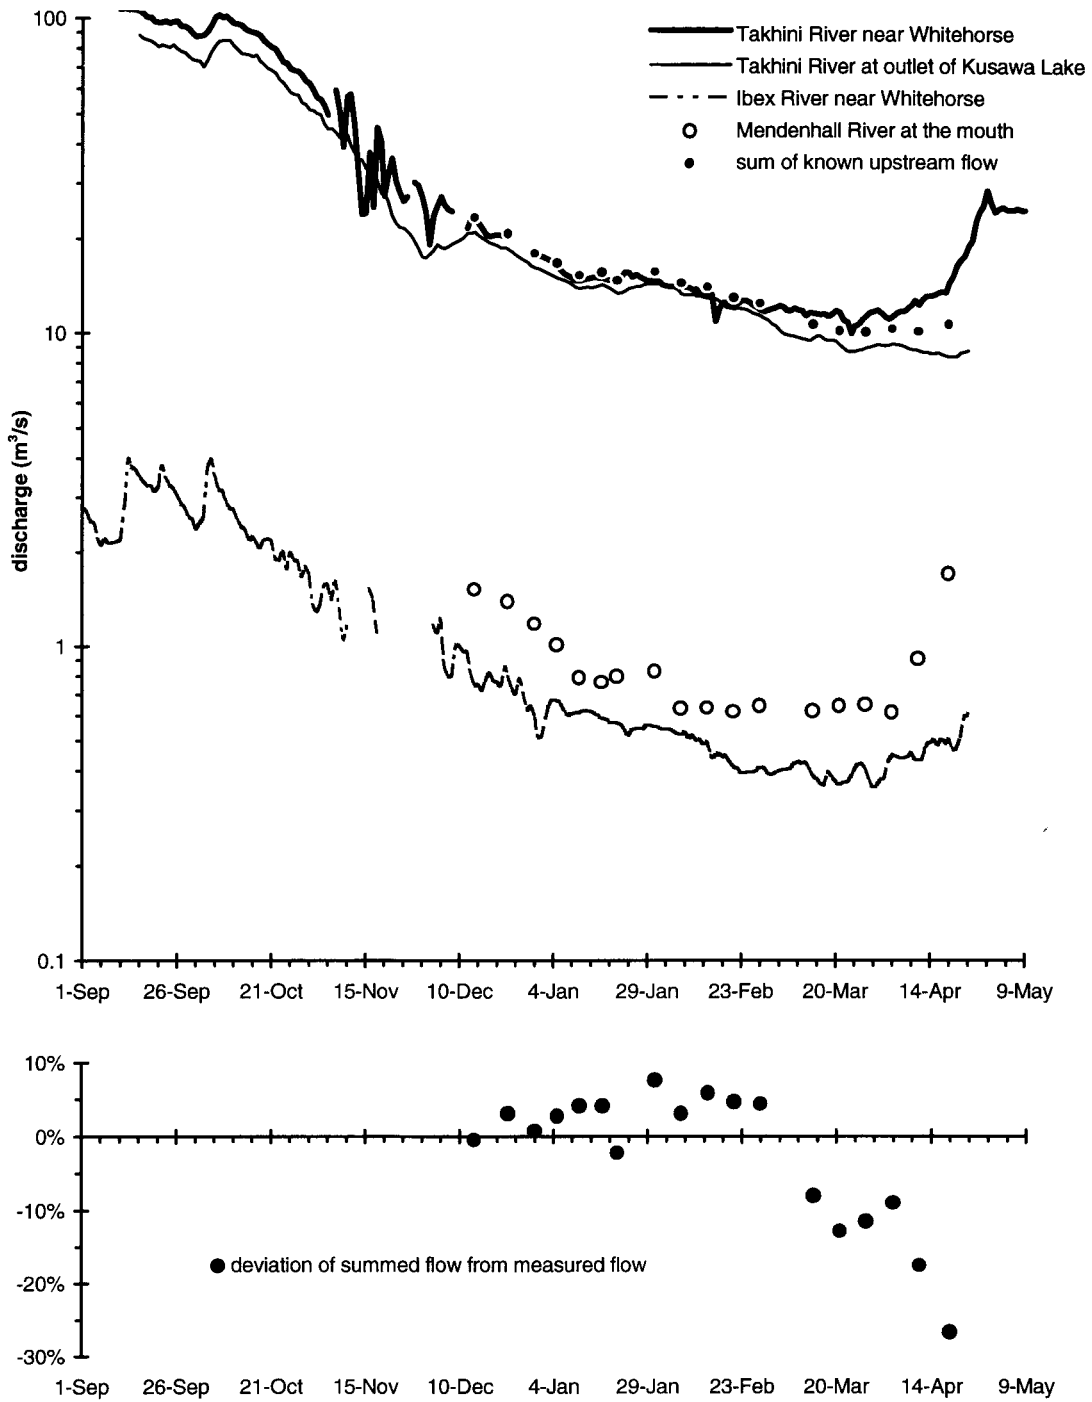 100
10
1
0.1
discharge (m³/s)
Takhini River near Whitehorse
Takhini River at outlet of Kusawa Lake
Ibex River near Whitehorse
Mendenhall River at the mouth
sum of known upstream flow
1-Sep 26-Sep 21-Oct 15-Nov 10-Dec 4-Jan 29-Jan 23-Feb 20-Mar 14-Apr 9-May
10%
0%
-10%
-20%
-30%
deviation of summed flow from measured flow
1-Sep 26-Sep 21-Oct 15-Nov 10-Dec 4-Jan 29-Jan 23-Feb 20-Mar 14-Apr 9-May